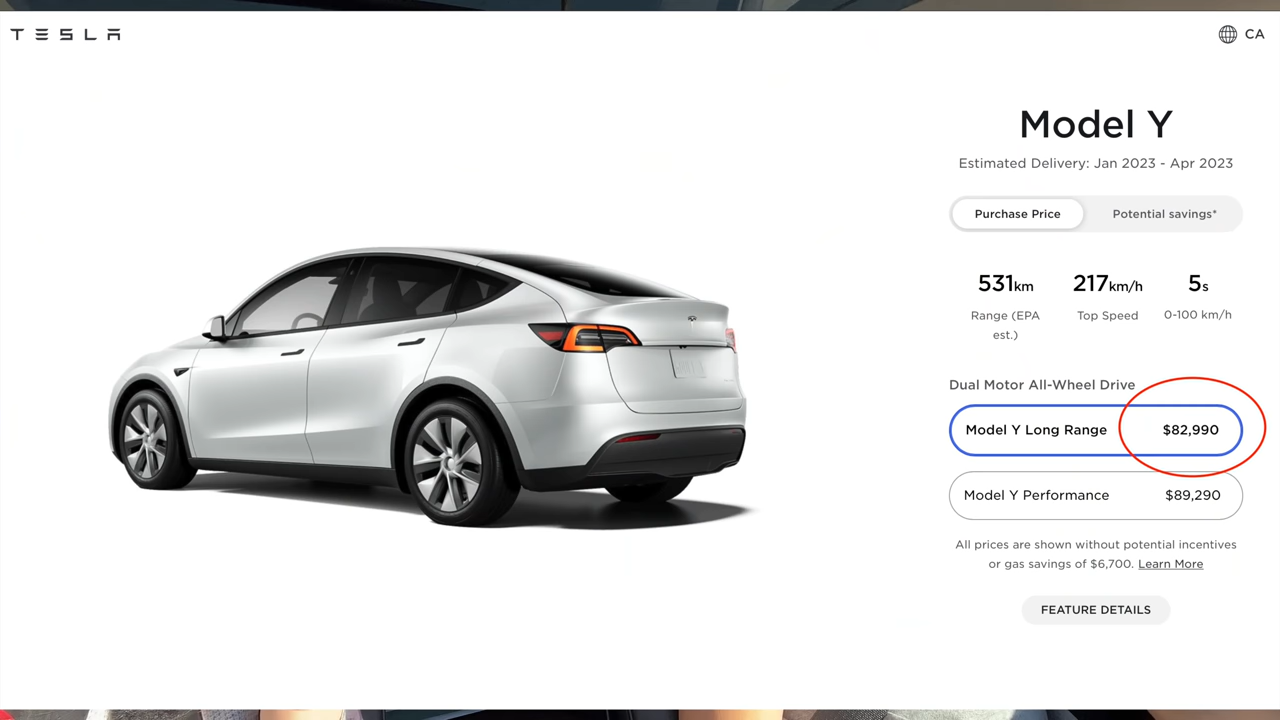 TESLA
CA
Model Y
Estimated Delivery: Jan 2023 - Apr 2023
Purchase Price
Potential savings*
531km
217km/h
5s
Range (EPA
est.)
Top Speed
0-100 km/h
Dual Motor All-Wheel Drive
Model Y Long Range
$82,990
Model Y Performance
$89,290
All prices are shown without potential incentives
or gas savings of $6,700. Learn More
FEATURE DETAILS